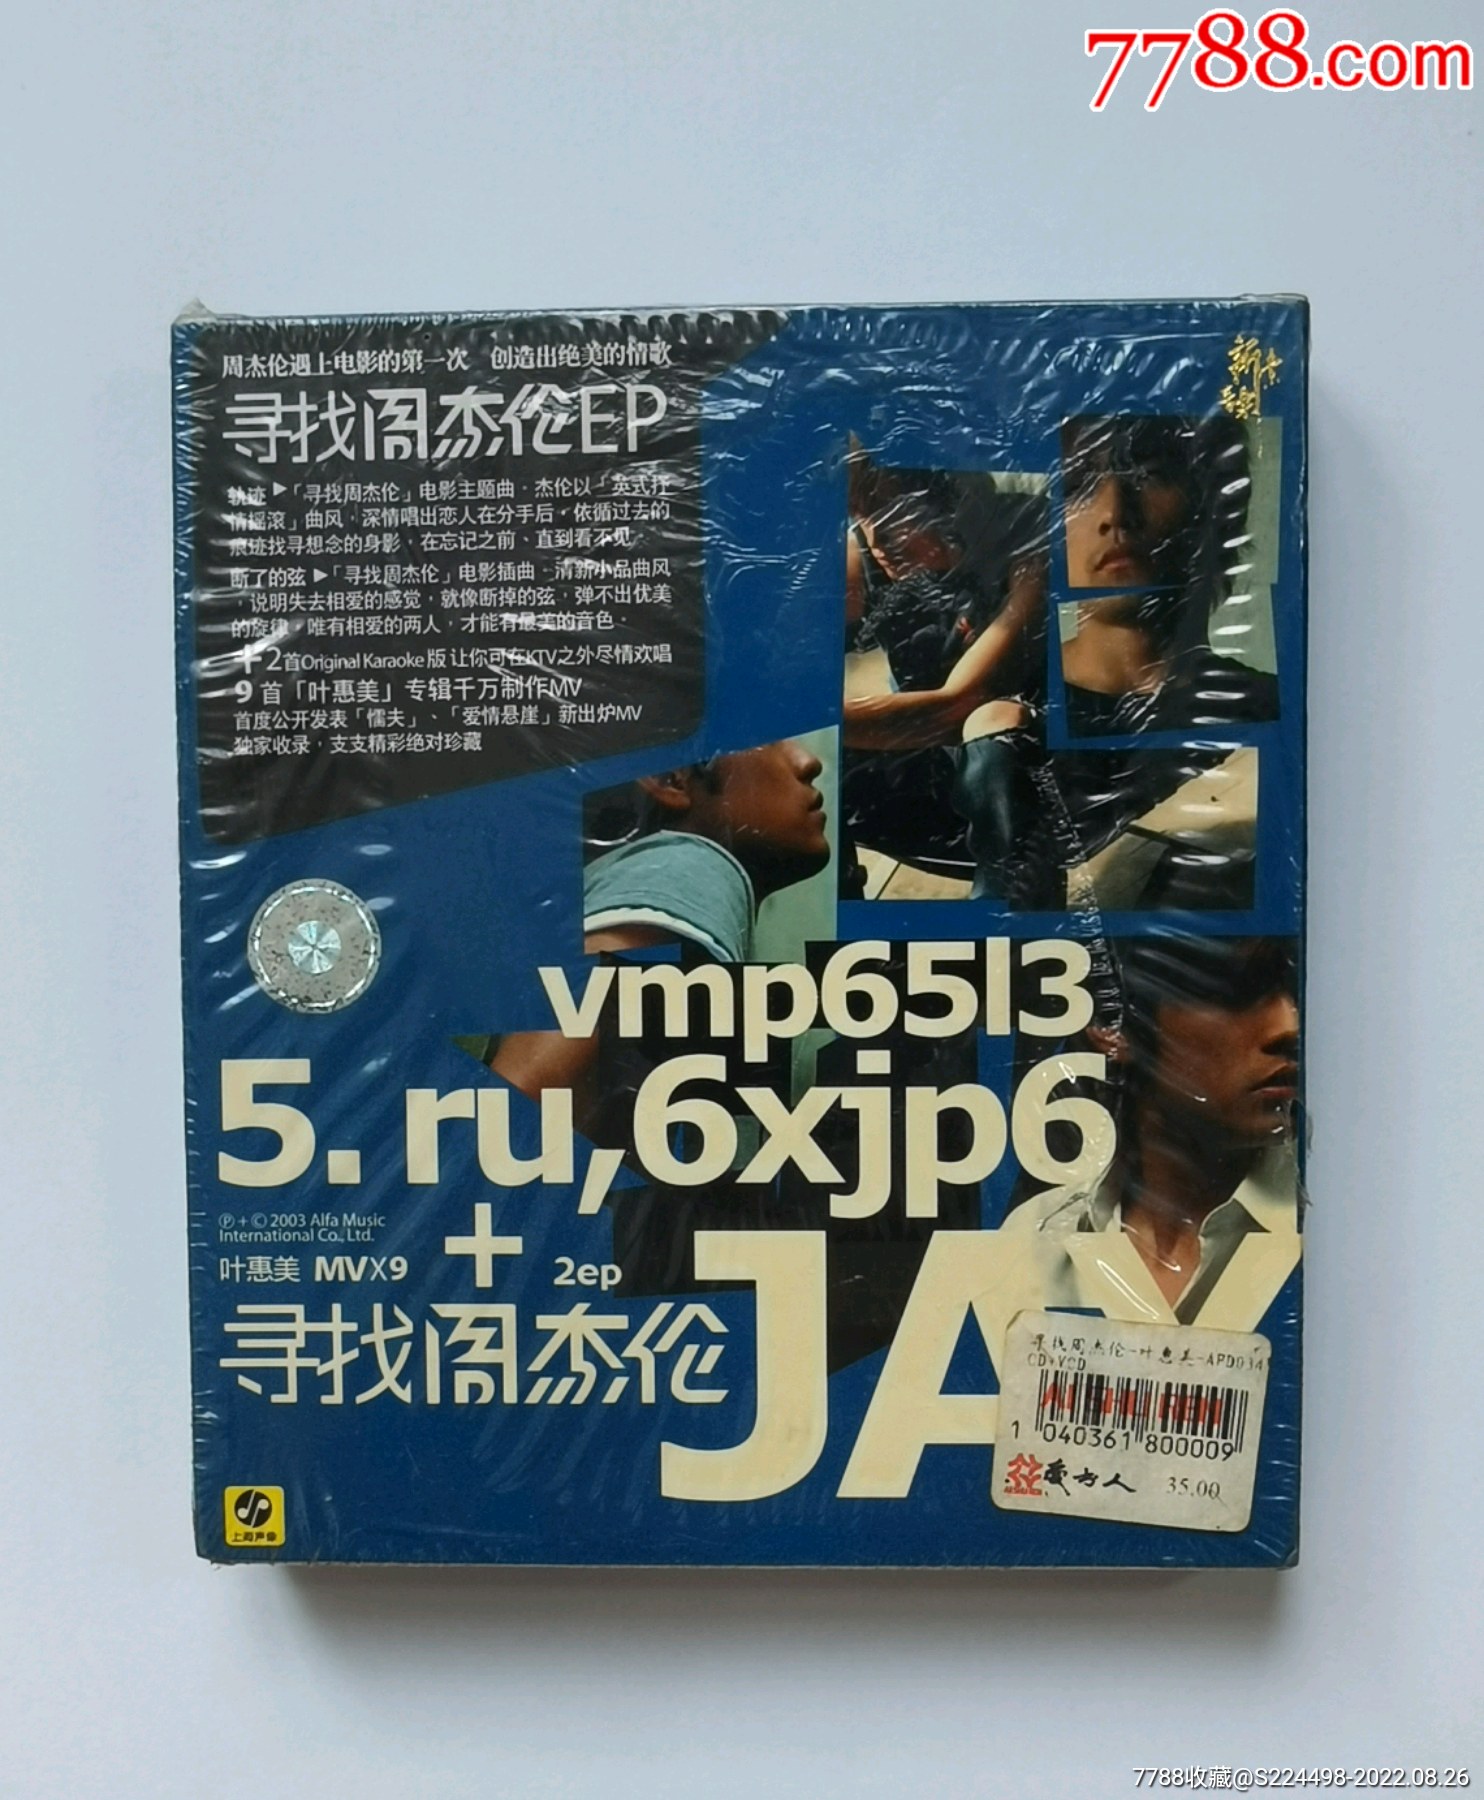 7788.com
周杰伦遇上电影的第一次 创造出绝美的情歌
寻找周杰伦EP
轨迹▶「寻找周杰伦」电影主题曲·杰伦以「英式抒
情摇滚」曲风，深情唱出恋人在分手后·依循过去的
痕迹找寻想念的身影，在忘记之前、直到看不见·
断了的弦▶「寻找周杰伦」电影插曲·清新小品曲风
，说明失去相爱的感觉，就像断掉的弦，弹不出优美
的旋律，唯有相爱的两人，才能有最美的音色·
+2首Original Karaoke版 让你可在KTV之外尽情欢唱
9首「叶惠美」专辑千万制作MV
首度公开发表「懦夫」、「爱情悬崖」新出炉MV
独家收录，支支精彩绝对珍藏
vmp65l3
5. ru,6xjp6
℗+© 2003 Alfa Music
International Co., Ltd.
叶惠美 MVX9 + 2ep
寻找周杰伦
JAY
寻找周杰伦-叶惠美-APD034
CD+VCD
1 040361 800009
爱书人 35.00
上海声像
7788收藏@S224498-2022.08.26